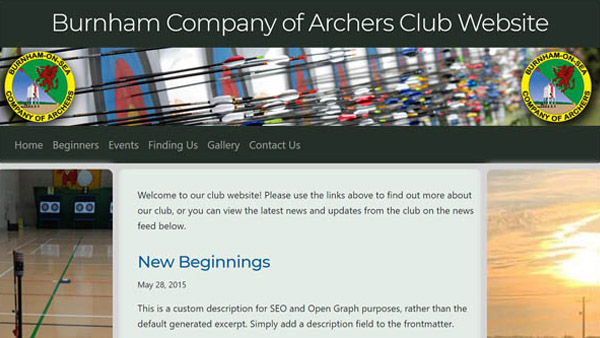 Burnham Company of Archers Club Website
BURNHAM-ON-SEA
COMPANY OF ARCHERS
BURNHAM-ON-SEA
COMPANY OF ARCHERS
Home Beginners Events Finding Us Gallery Contact Us
Welcome to our club website! Please use the links above to find out more about
our club, or you can view the latest news and updates from the club on the news
feed below.
New Beginnings
May 28, 2015
This is a custom description for SEO and Open Graph purposes, rather than the
default generated excerpt. Simply add a description field to the frontmatter.